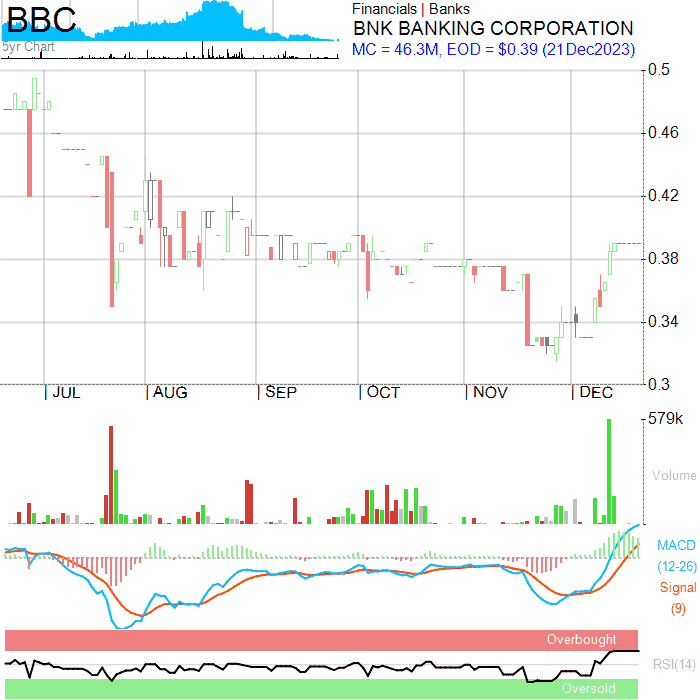 BBC
5yr Chart
Financials | Banks
BNK BANKING CORPORATION
MC = 46.3M, EOD = $0.39 (21Dec2023)
0.5
0.46
0.42
0.38
0.34
0.3
JUL AUG SEP OCT NOV DEC
579k
Volume
MACD
(12-26)
Signal
(9)
Overbought
RSI(14)
Oversold